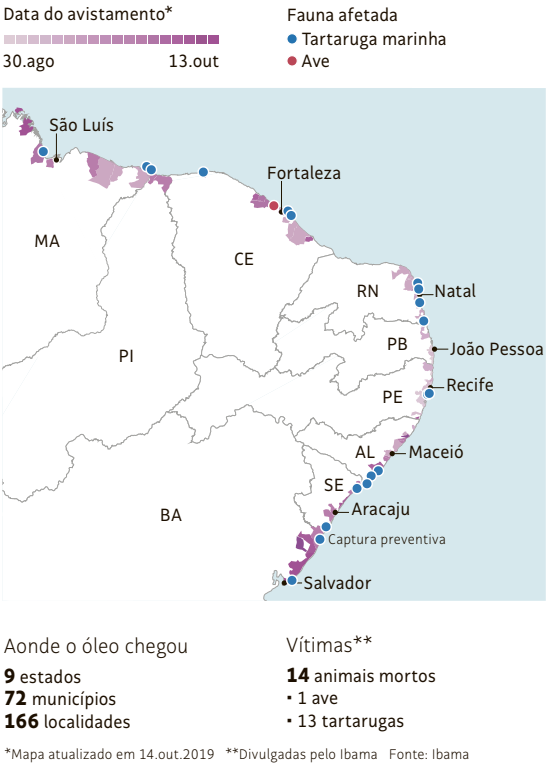 Data do avistamento*
30.ago 13.out
Fauna afetada
Tartaruga marinha
Ave
São Luís
Fortaleza
MA
CE
RN
Natal
PI
PB
João Pessoa
PE
Recife
AL
Maceió
SE
Aracaju
BA
Captura preventiva
Salvador
Aonde o óleo chegou
9 estados
72 municípios
166 localidades
Vítimas**
14 animais mortos
▪ 1 ave
▪ 13 tartarugas
*Mapa atualizado em 14.out.2019 **Divulgadas pelo Ibama Fonte: Ibama